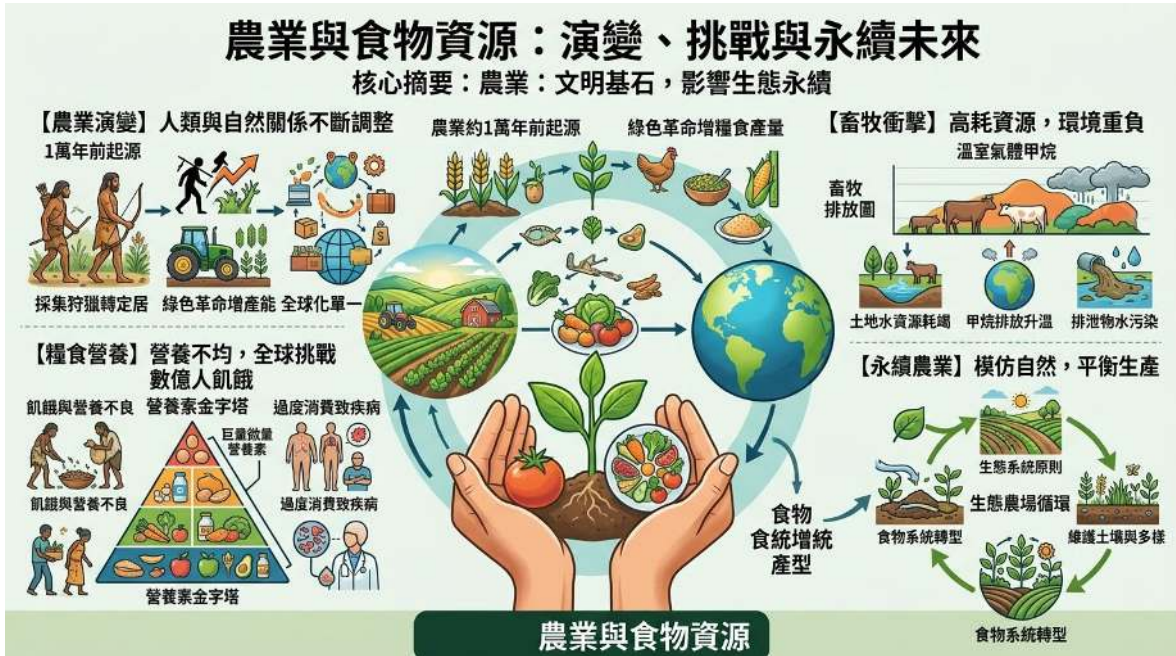 農業與食物資源：演變、挑戰與永續未來
核心摘要：農業：文明基石，影響生態永續
【農業演變】人類與自然關係不斷調整
1萬年前起源
採集狩獵轉定居
綠色革命增產能
全球化單一
農業約1萬年前起源
綠色革命增糧食產量
【畜牧衝擊】高耗資源，環境重負
溫室氣體甲烷
畜牧
排放圖
土地水資源耗竭
甲烷排放升溫
排泄物水污染
【糧食營養】營養不均，全球挑戰
數億人飢餓
飢餓與營養不良
營養素金字塔
過度消費致疾病
巨量微量
營養素
飢餓與營養不良
過度消費致疾病
營養素金字塔
食物
食統增統
產型
【永續農業】模仿自然，平衡生產
生態系統原則
生態農場循環
食物系統轉型
維護土壤與多樣
食物系統轉型
農業與食物資源